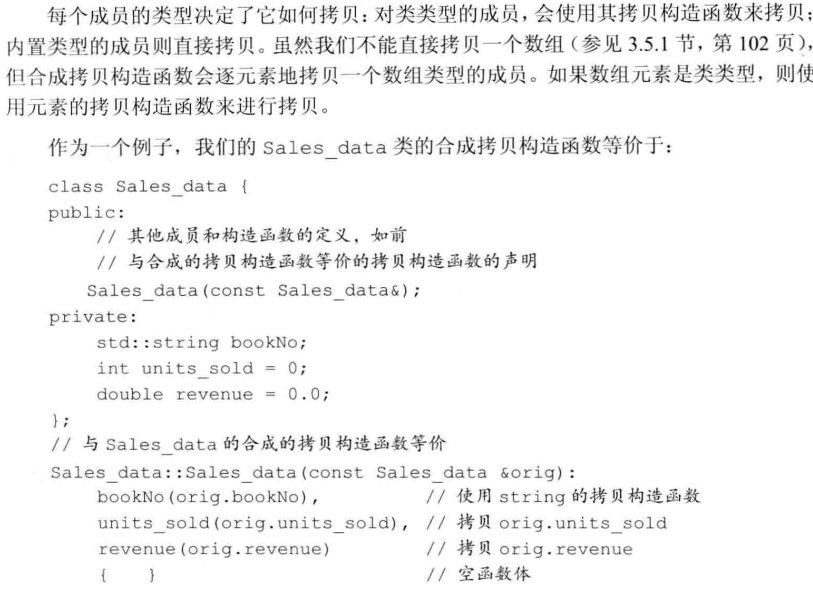 每个成员的类型决定了它如何拷贝：对类类型的成员，会使用其拷贝构造函数来拷贝；
内置类型的成员则直接拷贝。虽然我们不能直接拷贝一个数组（参见 3.5.1 节，第 102 页），
但合成拷贝构造函数会逐元素地拷贝一个数组类型的成员。如果数组元素是类类型，则使
用元素的拷贝构造函数来进行拷贝。
作为一个例子，我们的 Sales_data 类的合成拷贝构造函数等价于：
class Sales_data {
public:
    // 其他成员和构造函数的定义，如前
    // 与合成的拷贝构造函数等价的拷贝构造函数的声明
    Sales_data(const Sales_data&);
private:
    std::string bookNo;
    int units_sold = 0;
    double revenue = 0.0;
};
// 与 Sales_data 的合成的拷贝构造函数等价
Sales_data::Sales_data(const Sales_data &orig):
    bookNo(orig.bookNo),           // 使用 string 的拷贝构造函数
    units_sold(orig.units_sold),   // 拷贝 orig.units_sold
    revenue(orig.revenue)          // 拷贝 orig.revenue
    {    }                         // 空函数体